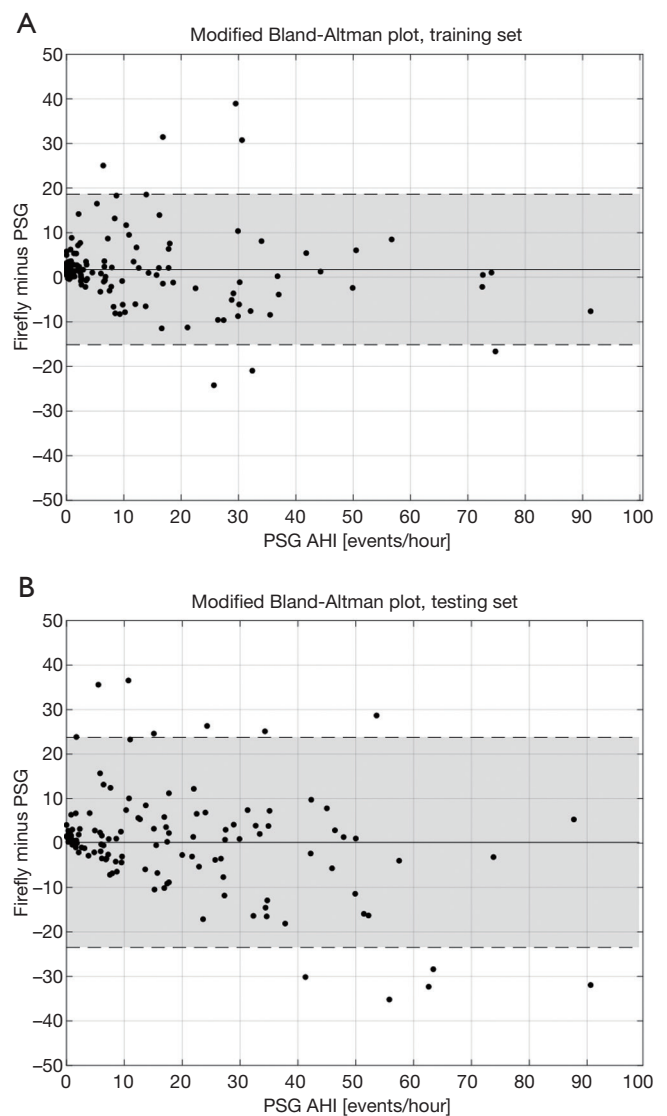 A
Modified Bland-Altman plot, training set
50
40
30
20
10
0
–10
–20
–30
–40
–50
Firefly minus PSG
0 10 20 30 40 50 60 70 80 90 100
PSG AHI [events/hour]
B
Modified Bland-Altman plot, testing set
50
40
30
20
10
0
–10
–20
–30
–40
–50
Firefly minus PSG
0 10 20 30 40 50 60 70 80 90 100
PSG AHI [events/hour]